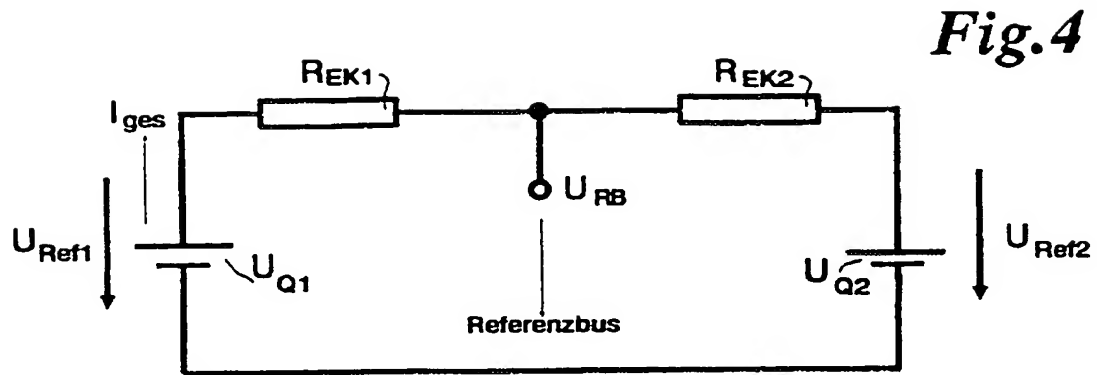 Fig.4
REK1
REK2
Iges
URB
URef1
UQ1
UQ2
URef2
Referenzbus